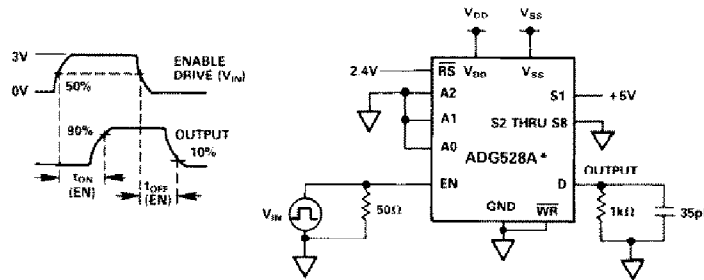 3V
0V
50%
ENABLE
DRIVE (VIN)
90%
OUTPUT
10%
tON
(EN)
tOFF
(EN)
VDD
VSS
2.4V
RS
VDD
VSS
A2
A1
A0
S1
+5V
S2 THRU S8
ADG528A*
OUTPUT
EN
D
VIN
50Ω
GND
WR
1kΩ
35p